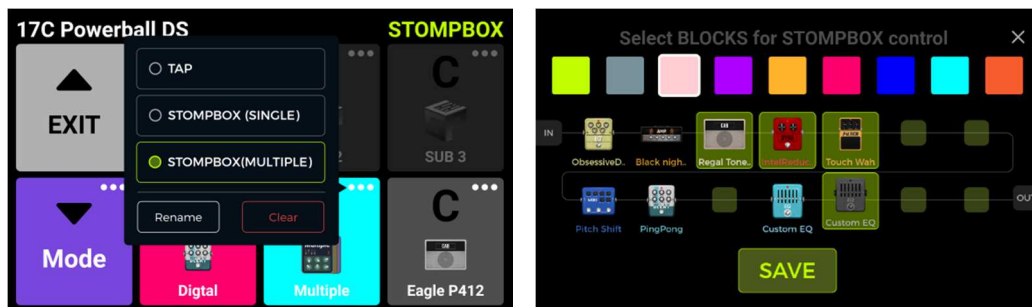 17C Powerball DS
STOMPBOX
EXIT
TAP
STOMPBOX (SINGLE)
STOMPBOX(MULTIPLE)
Rename
Clear
C
SUB 3
Mode
Digtal
Multiple
C
Eagle P412
Select BLOCKS for STOMPBOX control
IN
ObsessiveD..
Black nigh..
Regal Tone..
IntelReduc..
Touch Wah
Pitch Shift
PingPong
Custom EQ
Custom EQ
OU
SAVE